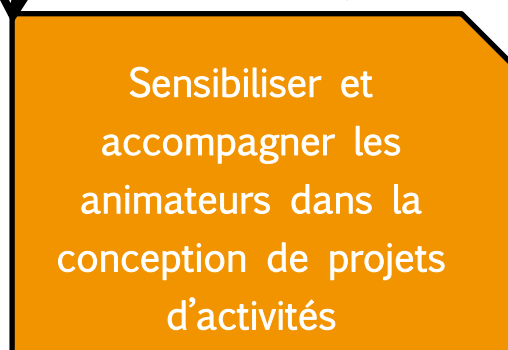 Sensibiliser et
accompagner les
animateurs dans la
conception de projets
d’activités